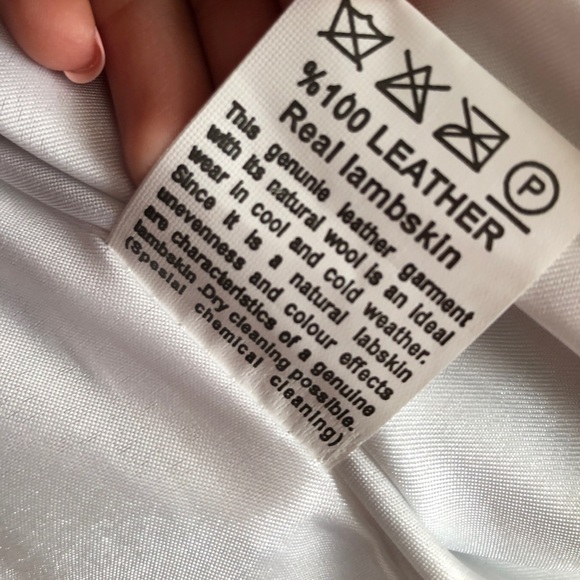 P
%100 LEATHER
Real lambskin
This genunie leather garment
with its natural wool is an ideal
wear in cool and cold weather.
Since it is a natural labskin
unevenness and colour effects
are characteristics of a genuine
lambskin .Dry cleaning possible.
(Spesial chemical cleaning)